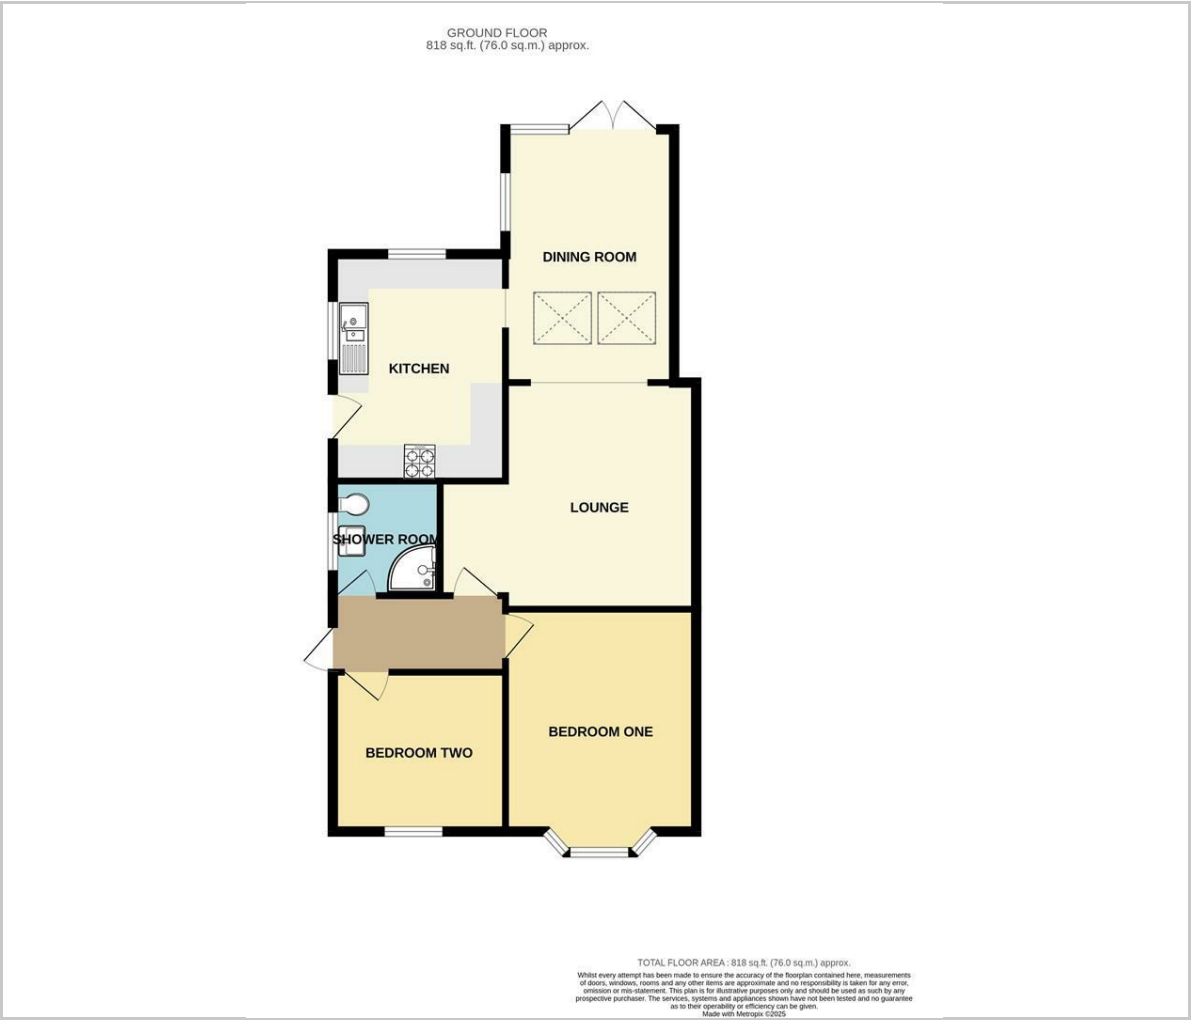 GROUND FLOOR
818 sq.ft. (76.0 sq.m.) approx.
DINING ROOM
KITCHEN
LOUNGE
SHOWER ROOM
BEDROOM ONE
BEDROOM TWO
TOTAL FLOOR AREA : 818 sq.ft. (76.0 sq.m.) approx.
Whilst every attempt has been made to ensure the accuracy of the floorplan contained here, measurements
of doors, windows, rooms and any other items are approximate and no responsibility is taken for any error,
omission or mis-statement. This plan is for illustrative purposes only and should be used as such by any
prospective purchaser. The services, systems and appliances shown have not been tested and no guarantee
as to their operability or efficiency can be given.
Made with Metropix ©2025